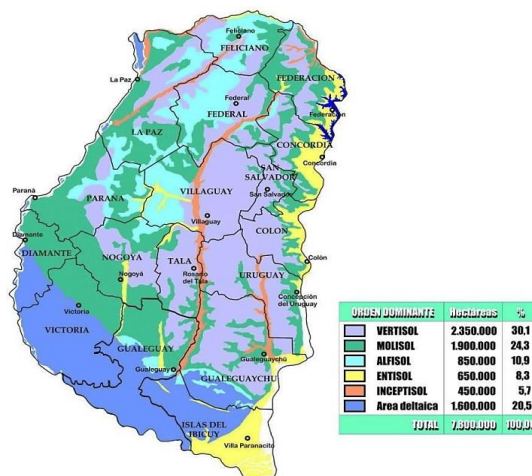 Feliciano
FELICIANO
La Paz
FEDERACION
Federal
FEDERAL
Federación
LA PAZ
CONCORDIA
Concordia
SAN
SALVADOR
San Salvador
Paraná
PARANA
VILLAGUAY
Villaguay
COLON
Colón
Diamante
DIAMANTE
NOGOYA
Nogoyá
TALA
Rosario
del Tala
URUGUAY
Concepción
del Uruguay
Victoria
VICTORIA
GUALEGUAY
Gualeguay
Gualeguaychú
GUALEGUAYCHU
ISLAS DEL
IBICUY
Villa Paranacito
ORDEN DOMINANTE Hectareas %
VERTISOL 2.350.000 30,1
MOLISOL 1.900.000 24,3
ALFISOL 850.000 10,9
ENTISOL 650.000 8,3
INCEPTISOL 450.000 5,7
Area deltaica 1.600.000 20,5
TOTAL 7.800.000 100,0